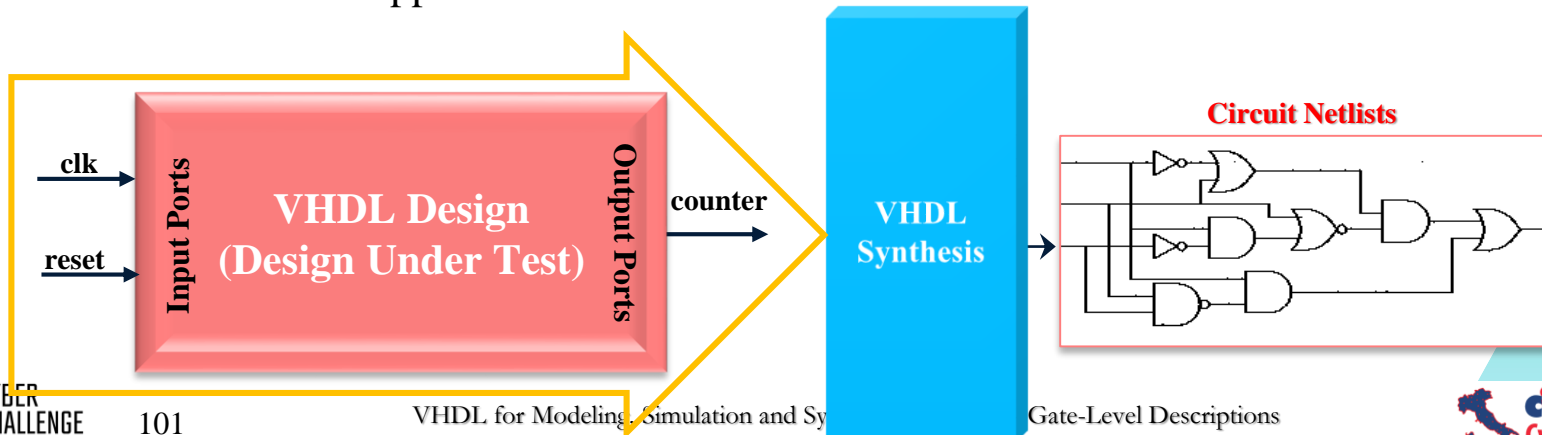 clk
reset
Input Ports
VHDL Design
(Design Under Test)
Output Ports
counter
VHDL
Synthesis
Circuit Netlists
CHALLENGE
101
VHDL for Modeling, Simulation and Sy
Gate-Level Descriptions